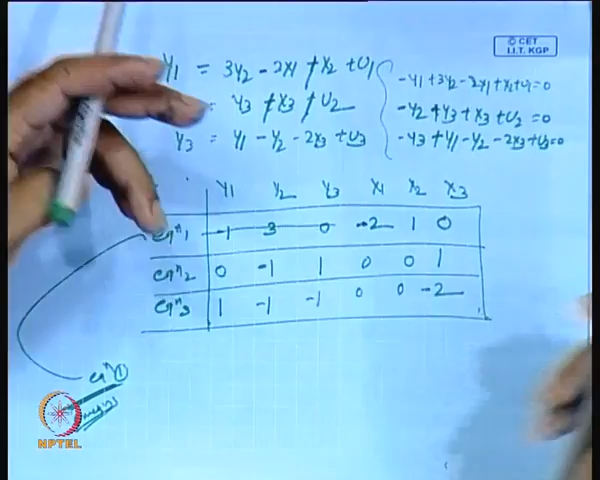 © CET
I.I.T. KGP
Y1 = 3Y2 - 2X1 + X2 + U1
= Y3 + X3 + U2
Y3 = Y1 - Y2 - 2X3 + U3
-Y1 + 3Y2 - 2X1 + X2 + U1 = 0
-Y2 + Y3 + X3 + U2 = 0
-Y3 + Y1 - Y2 - 2X3 + U3 = 0
Y1 Y2 Y3 X1 X2 X3
eqⁿ1 -1 3 0 -2 1 0
eqⁿ2 0 -1 1 0 0 1
eqⁿ3 1 -1 -1 0 0 -2
eqⁿ ①
NPTEL